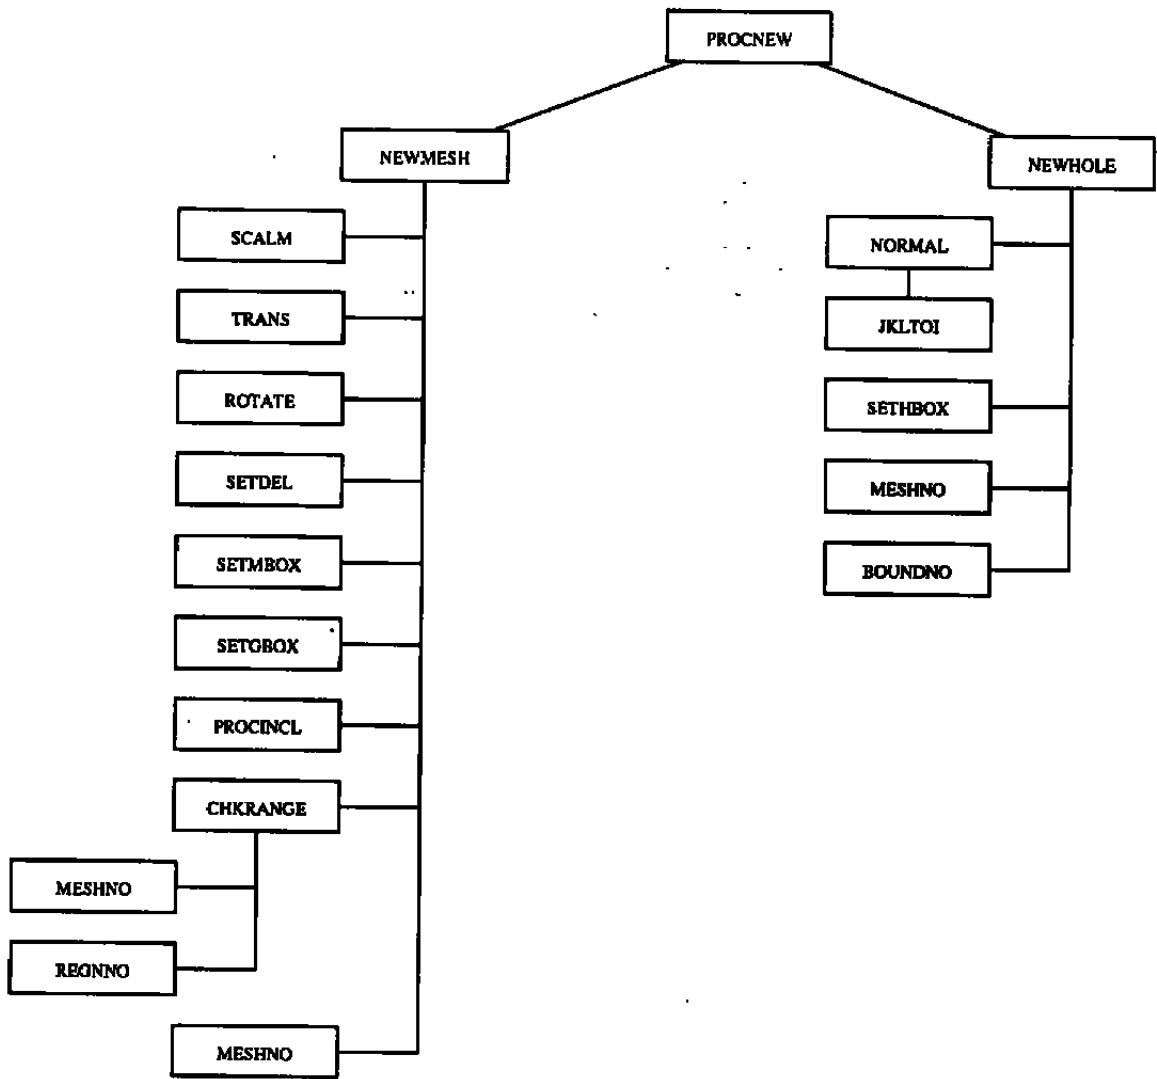 PROCNEW
NEWMESH
NEWHOLE
SCALM
NORMAL
TRANS
JKLTOI
ROTATE
SETHBOX
SETDEL
MESHNO
SETMBOX
BOUNDNO
SETGBOX
PROCINCL
CHKRANGE
MESHNO
REGNNO
MESHNO